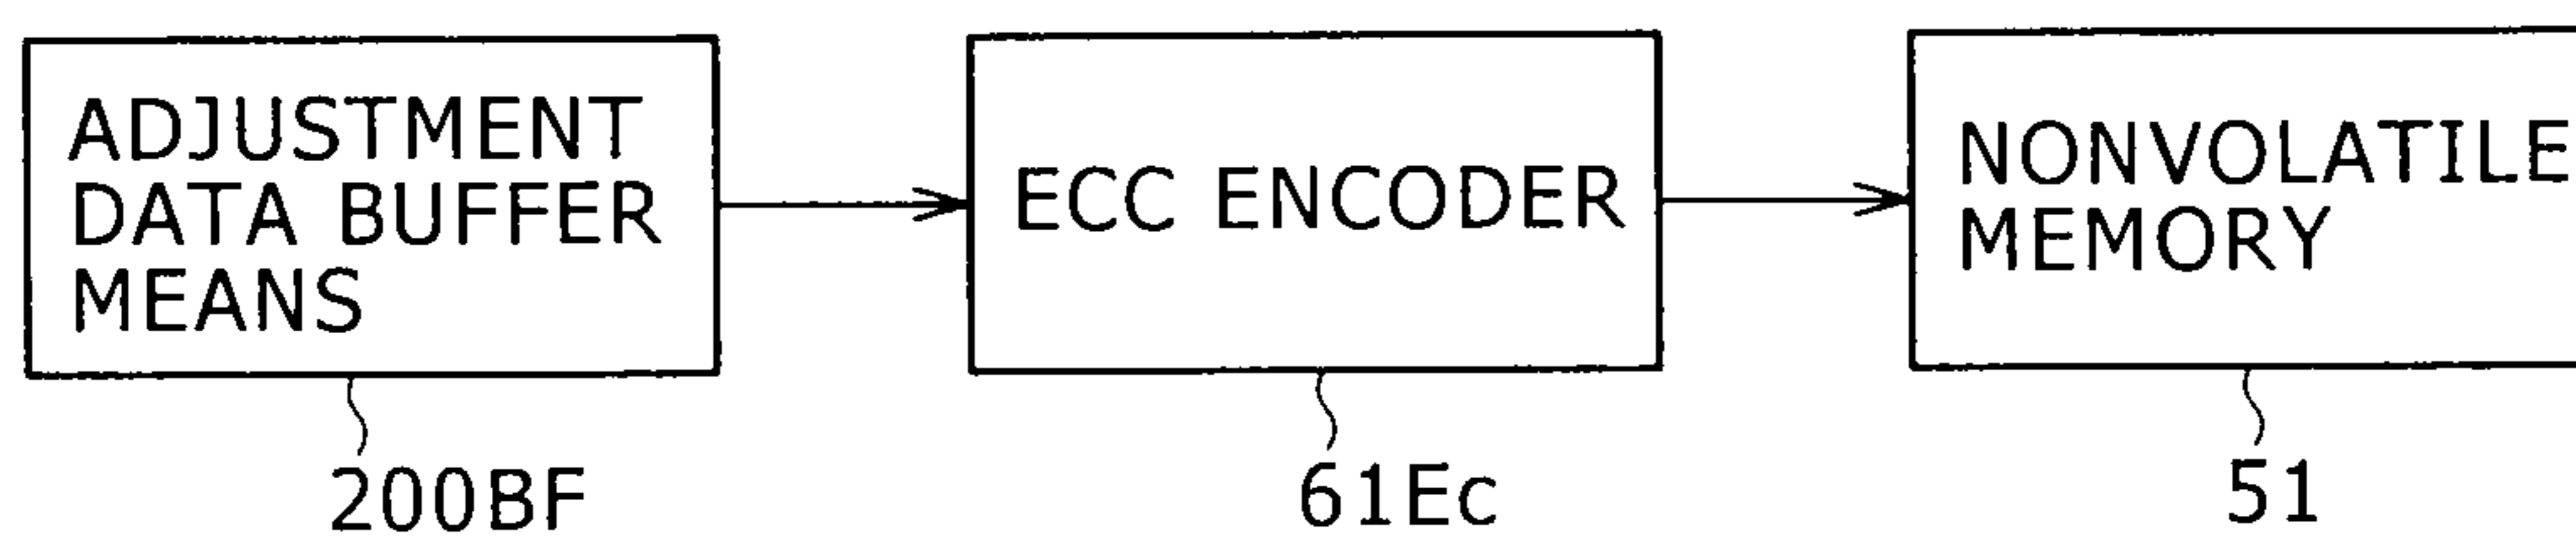 ADJUSTMENT
DATA BUFFER
MEANS
ECC ENCODER
NONVOLATILE
MEMORY
200BF
61Ec
51